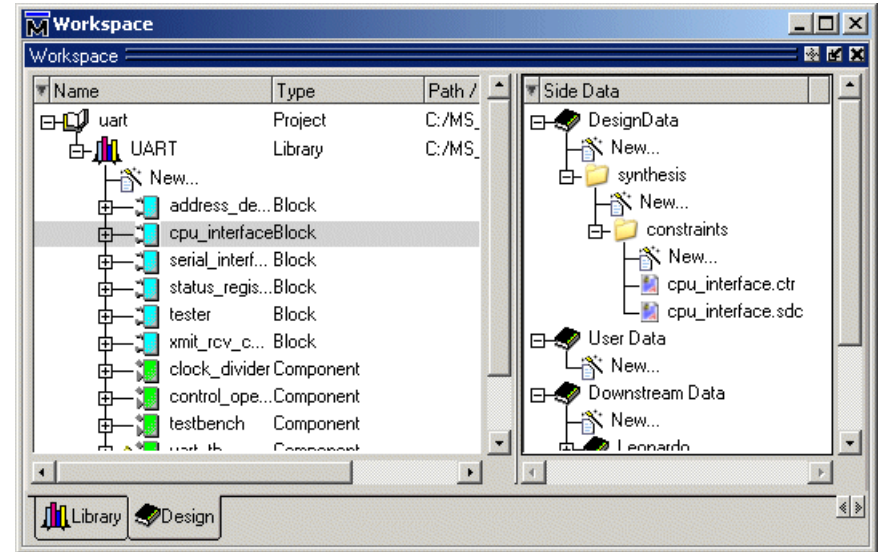 Workspace
Workspace
Name Type Path /
uart Project C:/MS_
UART Library C:/MS_
New...
address_de... Block
cpu_interface Block
serial_interf... Block
status_regis... Block
tester Block
xmit_rcv_c... Block
clock_divider Component
control_ope... Component
testbench Component
uart_tb Component
Side Data
DesignData
New...
synthesis
New...
constraints
New...
cpu_interface.ctr
cpu_interface.sdc
User Data
New...
Downstream Data
New...
Leonardo
Library Design